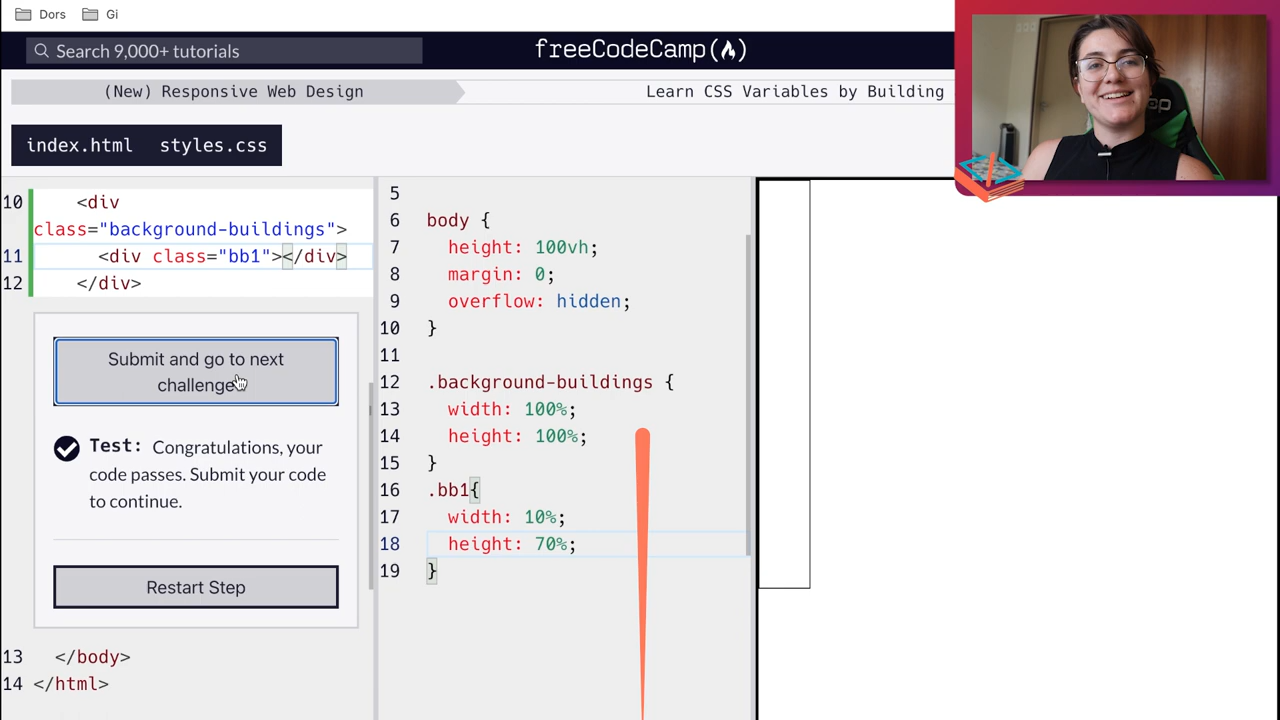 Dors Gi
Search 9,000+ tutorials
freeCodeCamp
(New) Responsive Web Design
Learn CSS Variables by Building
index.html styles.css
10 <div
class="background-buildings">
11 <div class="bb1"></div>
12 </div>
Submit and go to next
challenge
Test: Congratulations, your
code passes. Submit your code
to continue.
Restart Step
13 </body>
14 </html>
5
6 body {
7 height: 100vh;
8 margin: 0;
9 overflow: hidden;
10 }
11
12 .background-buildings {
13 width: 100%;
14 height: 100%;
15 }
16 .bb1{
17 width: 10%;
18 height: 70%;
19 }